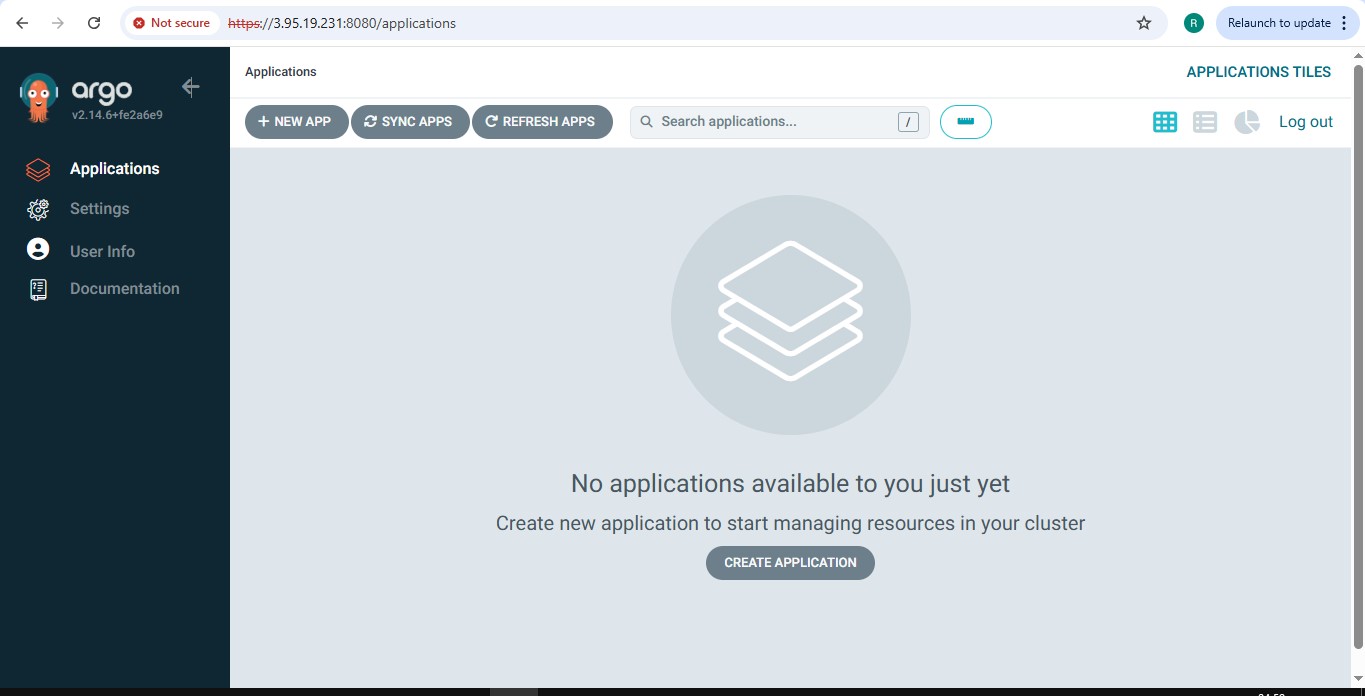 Not secure https://3.95.19.231:8080/applications R Relaunch to update
argo
v2.14.6+fe2a6e9
Applications
Settings
User Info
Documentation
Applications APPLICATIONS TILES
+ NEW APP SYNC APPS REFRESH APPS Search applications... / Log out
No applications available to you just yet
Create new application to start managing resources in your cluster
CREATE APPLICATION